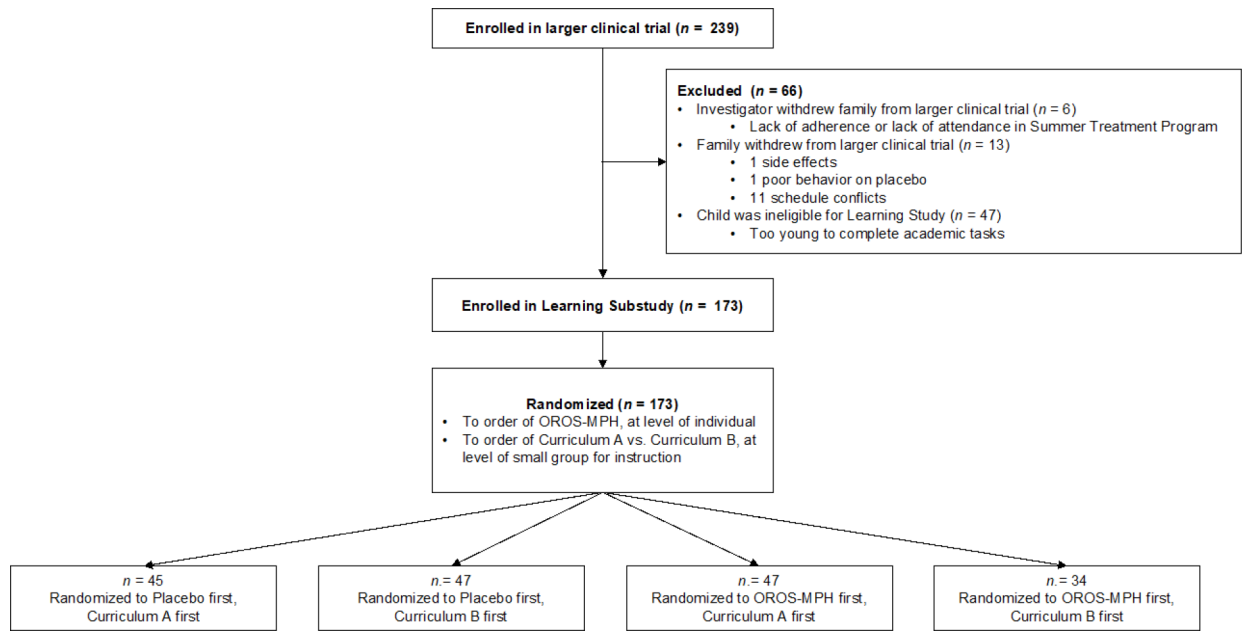 Enrolled in larger clinical trial (n = 239)
Excluded (n = 66)
• Investigator withdrew family from larger clinical trial (n = 6)
• Lack of adherence or lack of attendance in Summer Treatment Program
• Family withdrew from larger clinical trial (n = 13)
• 1 side effects
• 1 poor behavior on placebo
• 11 schedule conflicts
• Child was ineligible for Learning Study (n = 47)
• Too young to complete academic tasks
Enrolled in Learning Substudy (n = 173)
Randomized (n = 173)
• To order of OROS-MPH, at level of individual
• To order of Curriculum A vs. Curriculum B, at
level of small group for instruction
n = 45
Randomized to Placebo first,
Curriculum A first
n.= 47
Randomized to Placebo first,
Curriculum B first
n.= 47
Randomized to OROS-MPH first,
Curriculum A first
n.= 34
Randomized to OROS-MPH first,
Curriculum B first